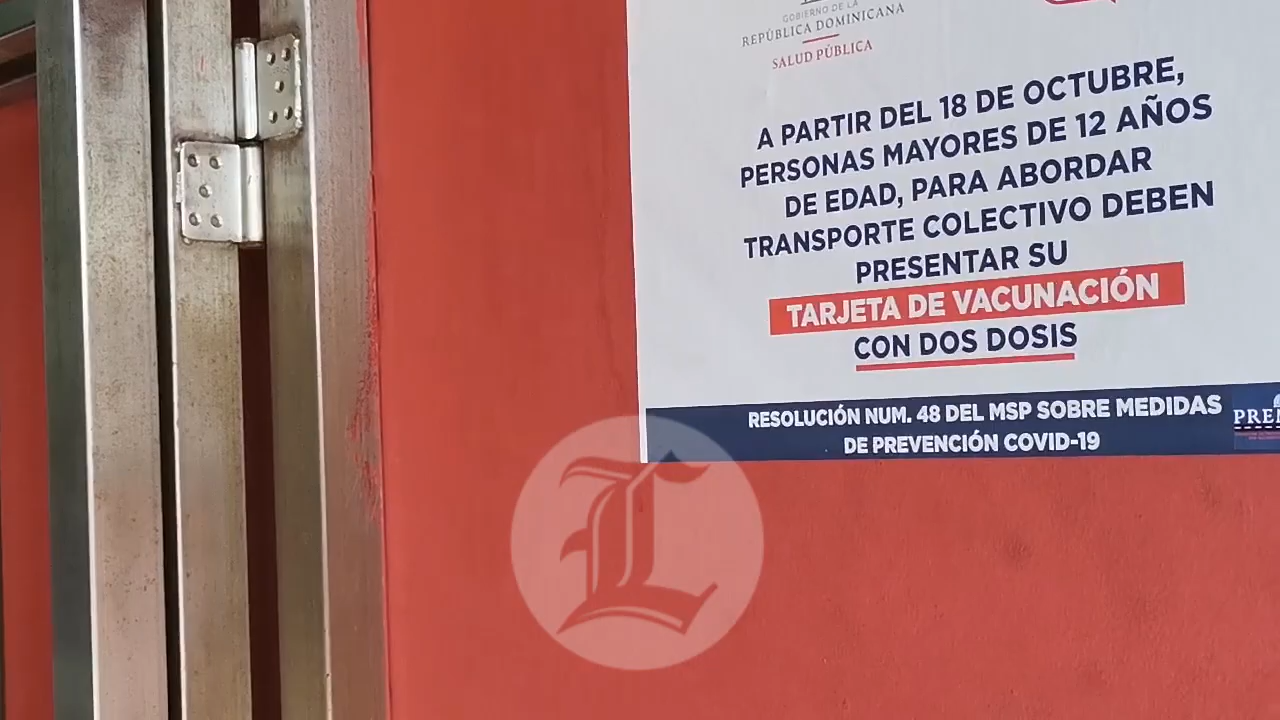 GOBIERNO DE LA
REPÚBLICA DOMINICANA
SALUD PÚBLICA
A PARTIR DEL 18 DE OCTUBRE,
PERSONAS MAYORES DE 12 AÑOS
DE EDAD, PARA ABORDAR
TRANSPORTE COLECTIVO DEBEN
PRESENTAR SU
TARJETA DE VACUNACIÓN
CON DOS DOSIS
RESOLUCIÓN NUM. 48 DEL MSP SOBRE MEDIDAS
DE PREVENCIÓN COVID-19
L